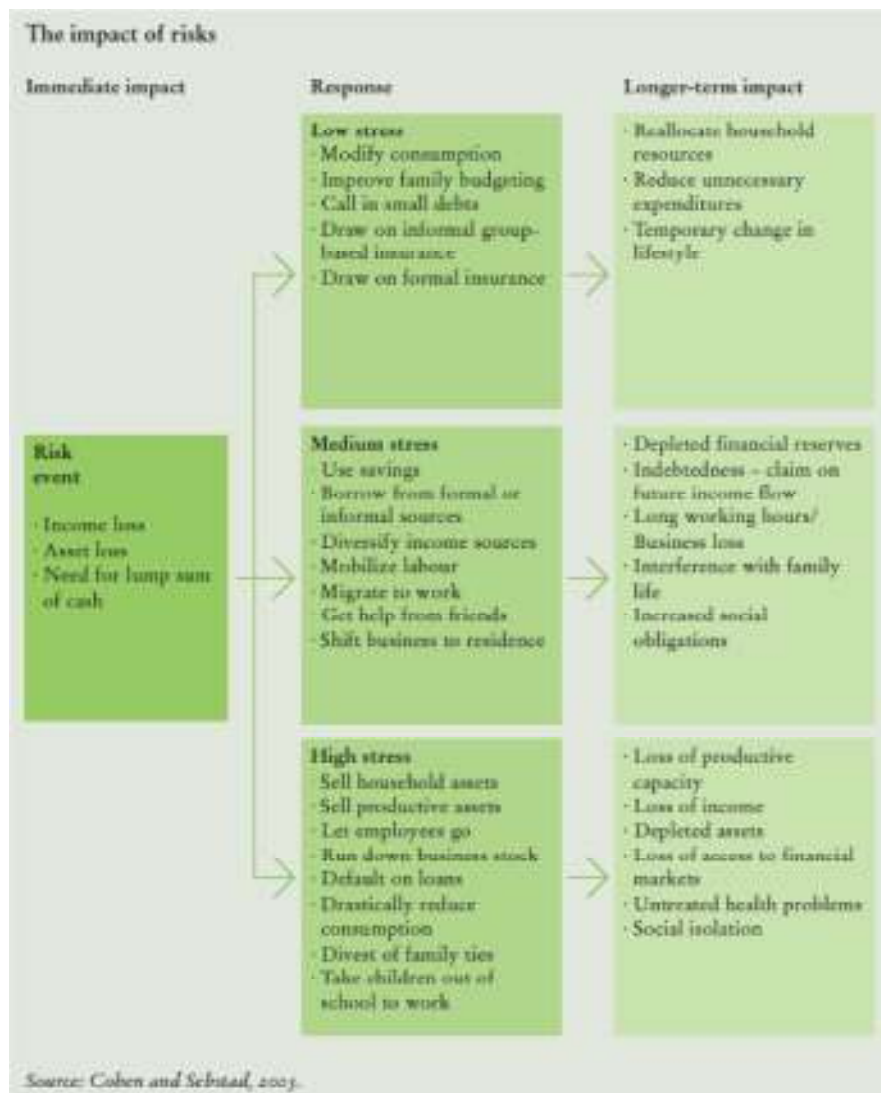 The impact of risks
Immediate impact
Response
Longer-term impact
Risk
event
· Income loss
· Asset loss
· Need for lump sum
of cash
Low stress
· Modify consumption
· Improve family budgeting
· Call in small debts
· Draw on informal group-
based insurance
· Draw on formal insurance
· Reallocate household
resources
· Reduce unnecessary
expenditures
· Temporary change in
lifestyle
Medium stress
Use savings
· Borrow from formal or
informal sources
· Diversify income sources
· Mobilize labour
· Migrate to work
Get help from friends
· Shift business to residence
· Depleted financial reserves
· Indebtedness – claim on
future income flow
· Long working hours/
Business loss
· Interference with family
life
· Increased social
obligations
High stress
Sell household assets
· Sell productive assets
· Let employees go
· Run down business stock
· Default on loans
· Drastically reduce
consumption
· Divest of family ties
· Take children out of
school to work
· Loss of productive
capacity
· Loss of income
· Depleted assets
· Loss of access to financial
markets
· Unterated health problems
· Social isolation
Source: Cohen and Sebstad, 2003.